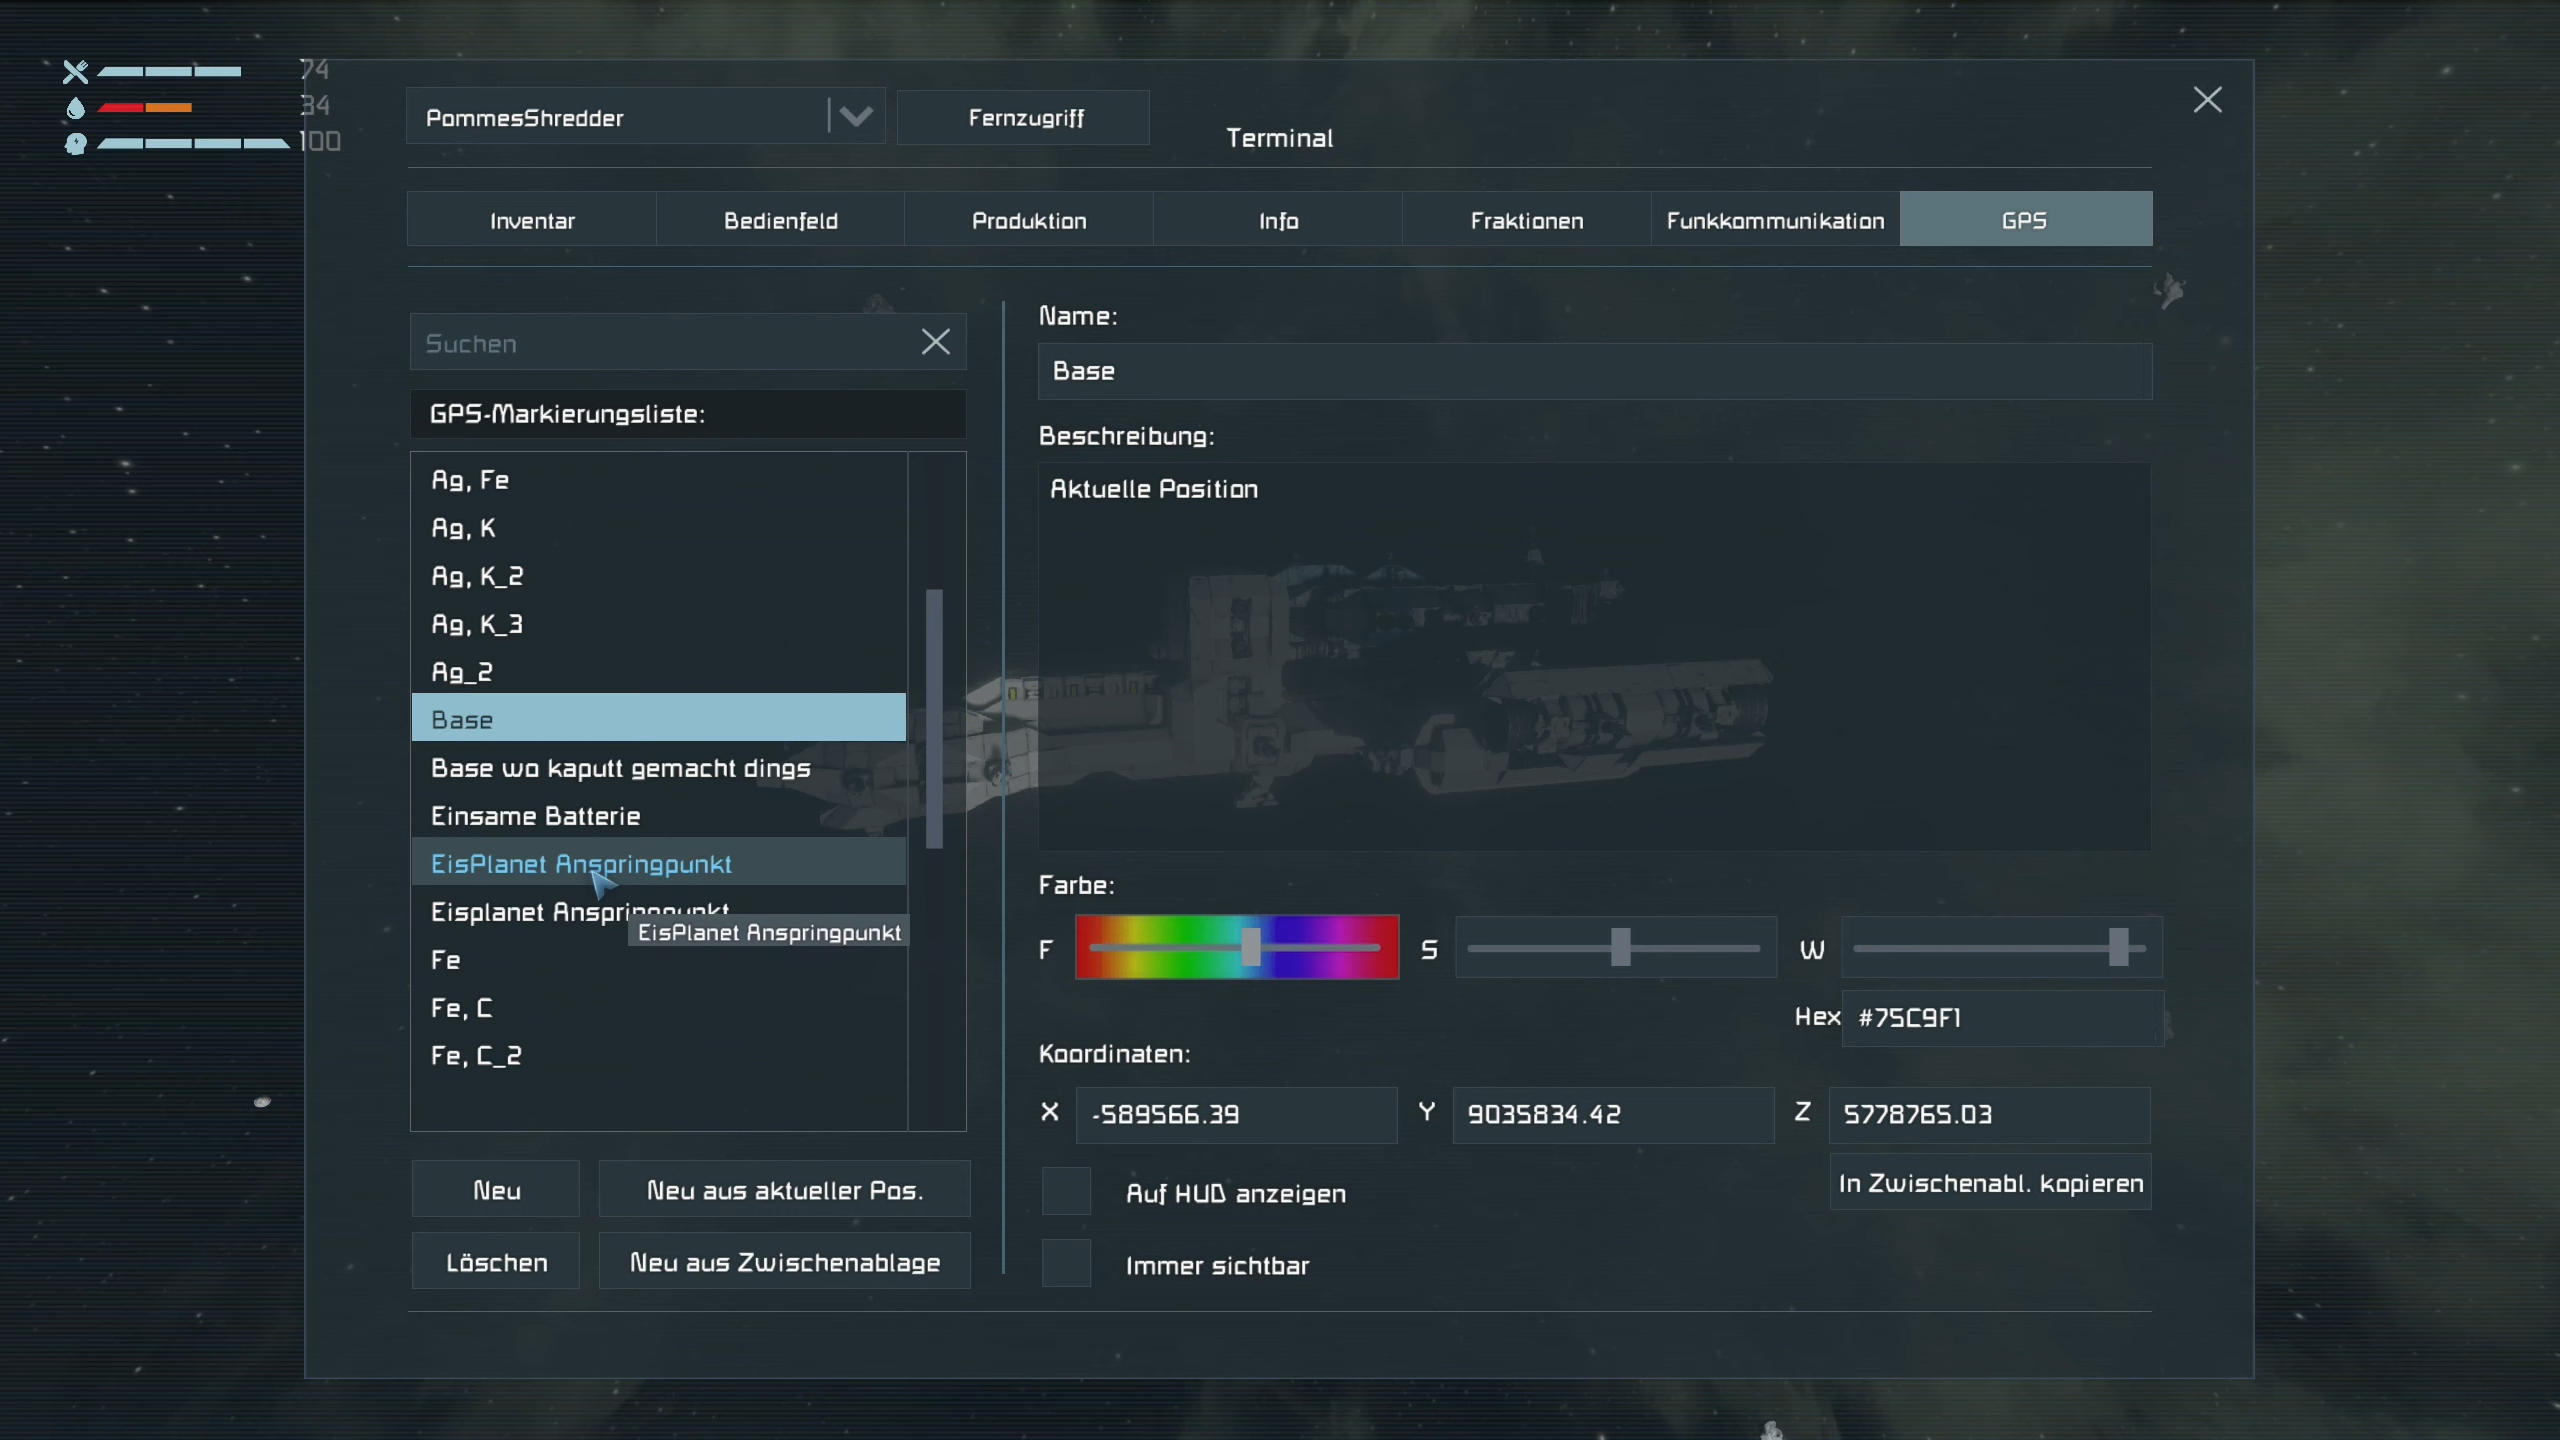 74
34
100
PommesShredder
Fernzugriff
Terminal
Inventar
Bedienfeld
Produktion
Info
Fraktionen
Funkkommunikation
GPS
Suchen
GPS-Markierungsliste:
Ag, Fe
Ag, K
Ag, K_2
Ag, K_3
Ag_2
Base
Base wo kaputt gemacht dings
Einsame Batterie
EisPlanet Anspringpunkt
Eisplanet Anspringpunkt
EisPlanet Anspringpunkt
Fe
Fe, C
Fe, C_2
Neu
Neu aus aktueller Pos.
Löschen
Neu aus Zwischenablage
Name:
Base
Beschreibung:
Aktuelle Position
Farbe:
F
S
W
Hex
#75C9F1
Koordinaten:
X
-589566.39
Y
9035834.42
Z
5778765.03
In Zwischenabl. kopieren
Auf HUD anzeigen
Immer sichtbar